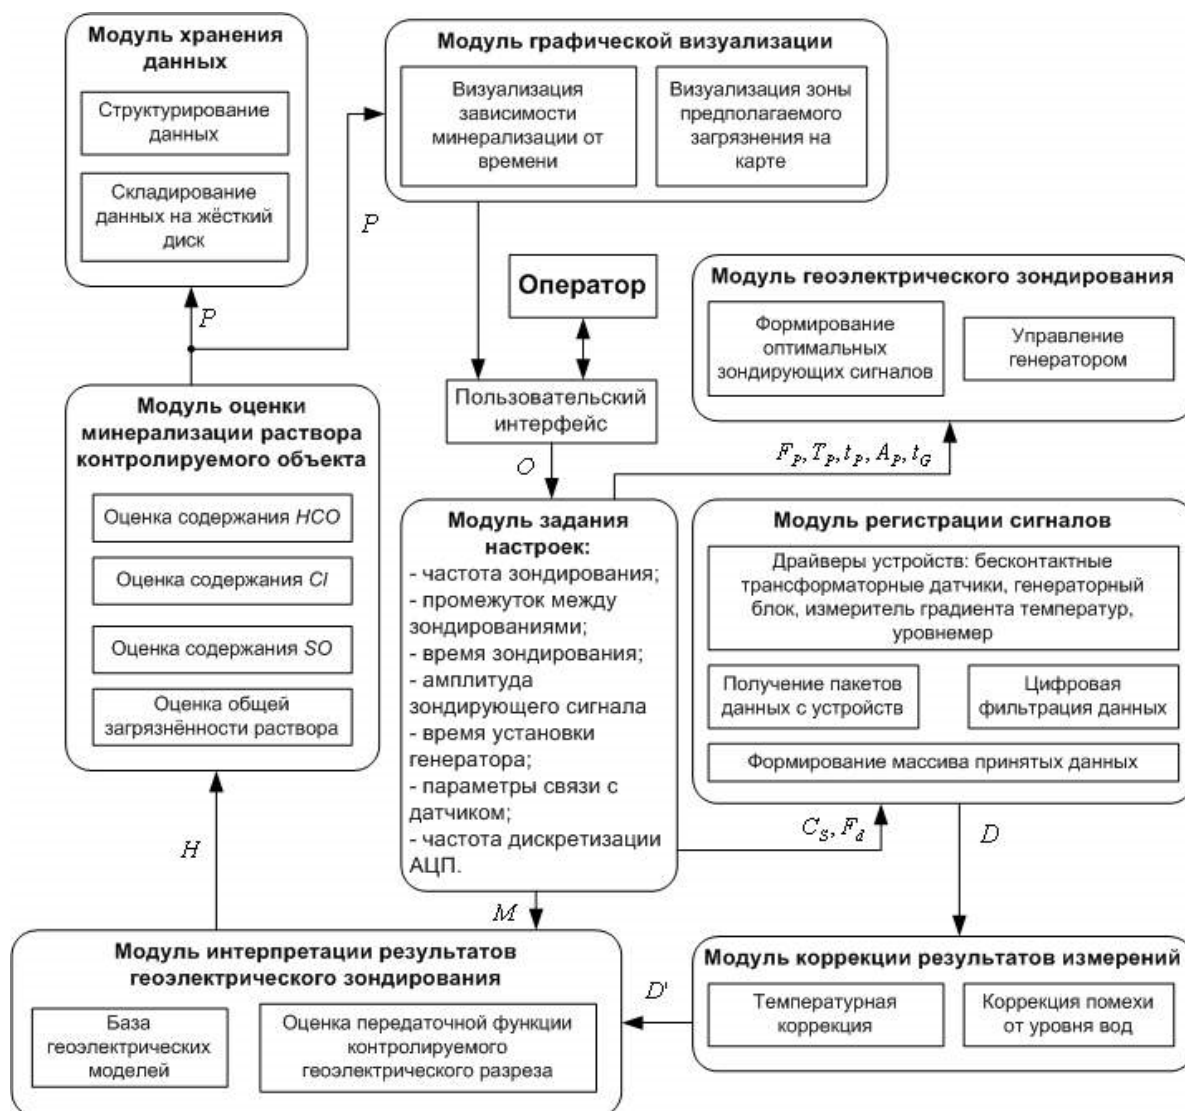 Модуль хранения
данных
Структурирование
данных
Складирование
данных на жёсткий
диск
Модуль графической визуализации
Визуализация
зависимости
минерализации от
времени
Визуализация зоны
предполагаемого
загрязнения на
карте
P
P
Оператор
Пользовательский
интерфейс
O
Модуль геоэлектрического зондирования
Формирование
оптимальных
зондирующих сигналов
Управление
генератором
F_P, T_P, t_P, A_P, t_G
Модуль оценки
минерализации раствора
контролируемого объекта
Оценка содержания HCO
Оценка содержания Cl
Оценка содержания SO
Оценка общей
загрязнённости раствора
H
Модуль задания
настроек:
- частота зондирования;
- промежуток между
зондированиями;
- время зондирования;
- амплитуда
зондирующего сигнала
- время установки
генератора;
- параметры связи с
датчиком;
- частота дискретизации
АЦП.
M
Модуль регистрации сигналов
Драйверы устройств: бесконтактные
трансформаторные датчики, генераторный
блок, измеритель градиента температур,
уровнемер
Получение пакетов
данных с устройств
Цифровая
фильтрация данных
Формирование массива принятых данных
C_S, F_d
D
Модуль интерпретации результатов
геоэлектрического зондирования
База
геоэлектрических
моделей
Оценка передаточной функции
контролируемого
геоэлектрического разреза
D'
Модуль коррекции результатов измерений
Температурная
коррекция
Коррекция помехи
от уровня вод